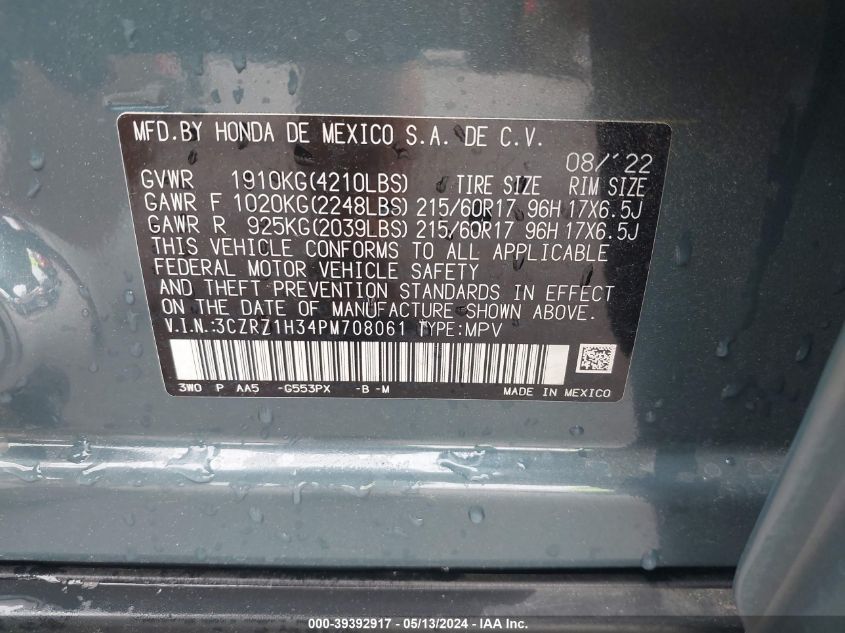 MFD.BY HONDA DE MEXICO S.A. DE C.V.
08/'22
GVWR 1910KG(4210LBS) TIRE SIZE RIM SIZE
GAWR F 1020KG(2248LBS) 215/60R17 96H 17X6.5J
GAWR R 925KG(2039LBS) 215/60R17 96H 17X6.5J
THIS VEHICLE CONFORMS TO ALL APPLICABLE
FEDERAL MOTOR VEHICLE SAFETY
AND THEFT PREVENTION STANDARDS IN EFFECT
ON THE DATE OF MANUFACTURE SHOWN ABOVE.
V.I.N.:3CZRZ1H34PM708061 TYPE:MPV
3W0 P AA5 -G553PX -B-M MADE IN MEXICO
000-39392917 - 05/13/2024 - IAA Inc.